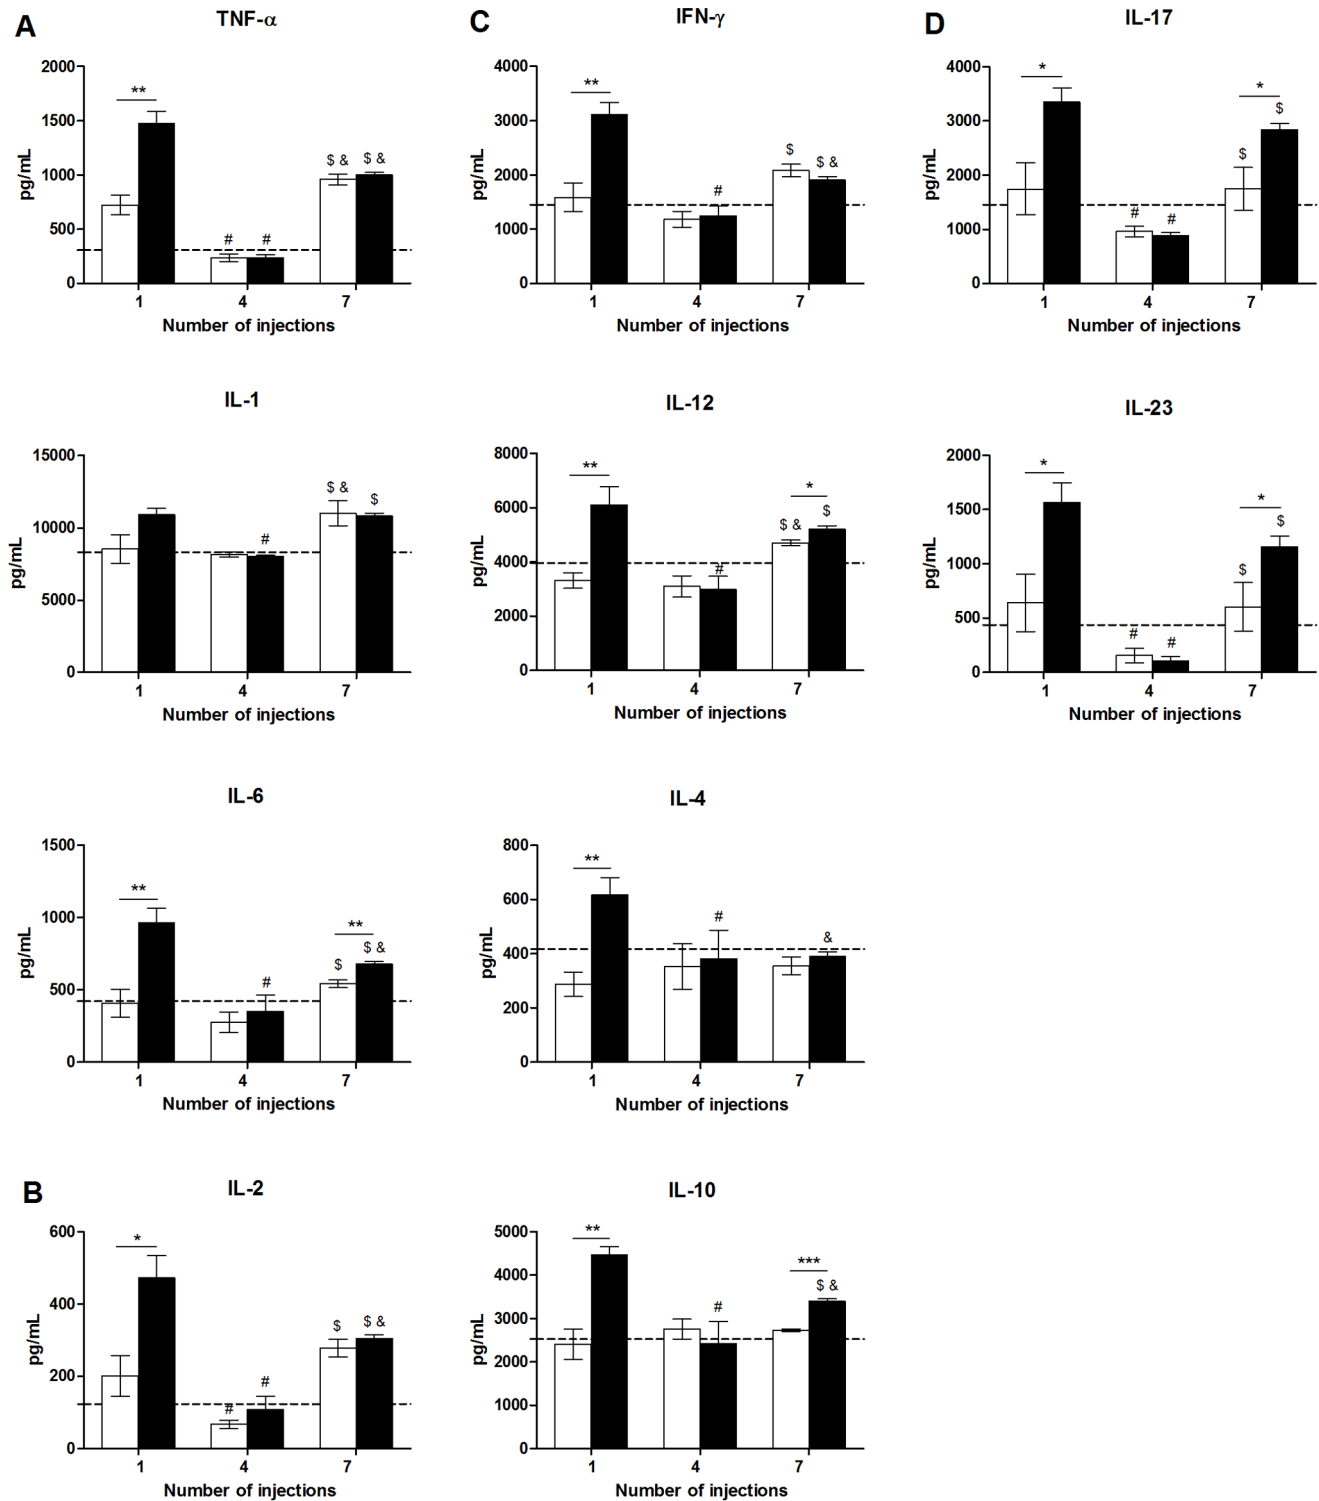 A
TNF-α
pg/mL
2000
1500
1000
500
0
**
# #
$ & $ &
1 4 7
Number of injections
IL-1
pg/mL
15000
10000
5000
0
#
$ & $
1 4 7
Number of injections
IL-6
pg/mL
1500
1000
500
0
**
#
**
$ $ &
1 4 7
Number of injections
B
IL-2
pg/mL
600
400
200
0
*
# #
$ $ &
1 4 7
Number of injections
C
IFN-γ
pg/mL
4000
3000
2000
1000
0
**
#
$ $ &
1 4 7
Number of injections
IL-12
pg/mL
8000
6000
4000
2000
0
**
#
*
$ & $
1 4 7
Number of injections
IL-4
pg/mL
800
600
400
200
0
**
#
&
1 4 7
Number of injections
IL-10
pg/mL
5000
4000
3000
2000
1000
0
**
#
***
$ &
1 4 7
Number of injections
D
IL-17
pg/mL
4000
3000
2000
1000
0
*
# #
*
$ $
1 4 7
Number of injections
IL-23
pg/mL
2000
1500
1000
500
0
*
# #
*
$ $
1 4 7
Number of injections